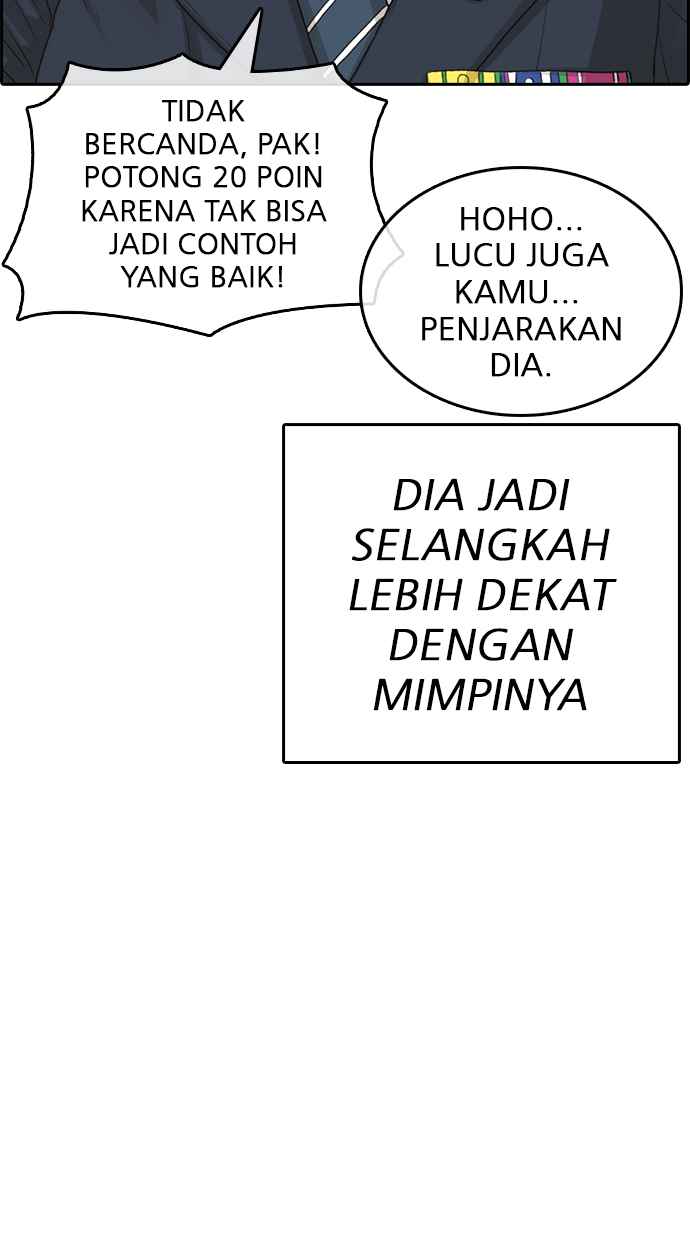 TIDAK
BERCANDA, PAK!
POTONG 20 POIN
KARENA TAK BISA
JADI CONTOH
YANG BAIK!
HOHO...
LUCU JUGA
KAMU...
PENJARAKAN
DIA.
DIA JADI
SELANGKAH
LEBIH DEKAT
DENGAN
MIMPINYA